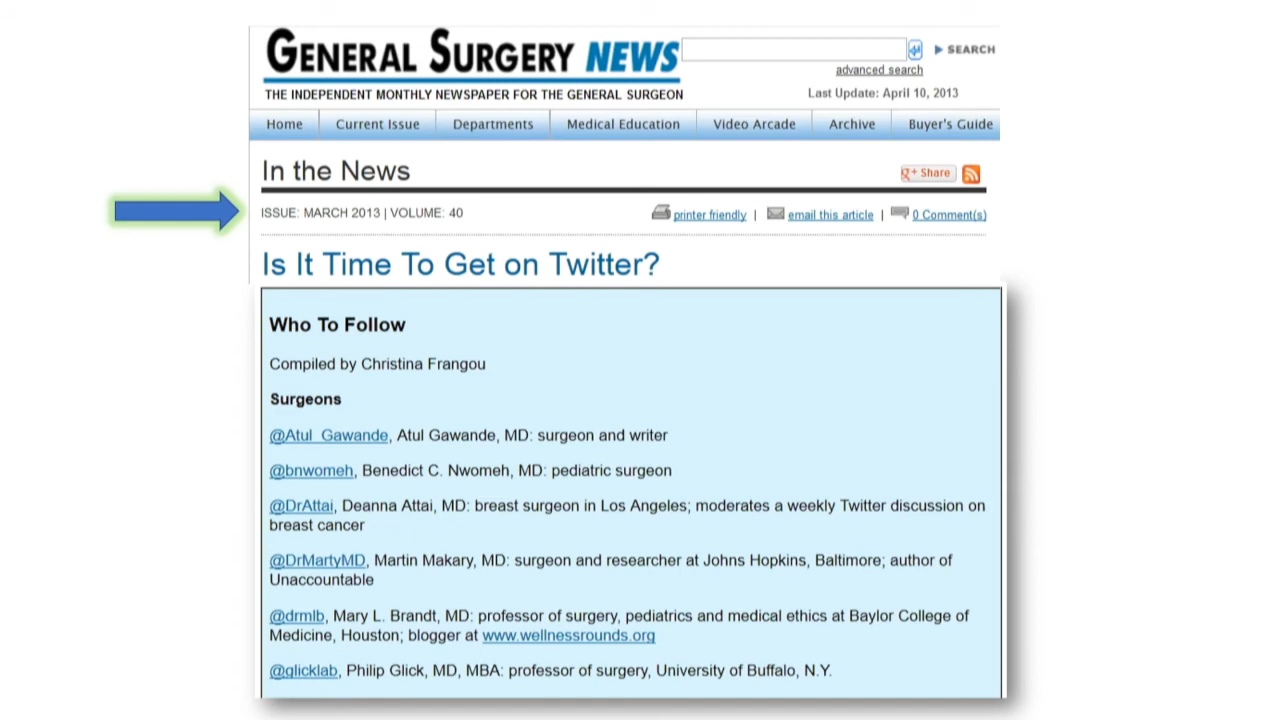 GENERAL SURGERY NEWS
SEARCH
advanced search
THE INDEPENDENT MONTHLY NEWSPAPER FOR THE GENERAL SURGEON
Last Update: April 10, 2013
Home Current Issue Departments Medical Education Video Arcade Archive Buyer's Guide
In the News
g+ Share
ISSUE: MARCH 2013 | VOLUME: 40
printer friendly | email this article | 0 Comment(s)
Is It Time To Get on Twitter?
Who To Follow
Compiled by Christina Frangou
Surgeons
@Atul_Gawande, Atul Gawande, MD: surgeon and writer
@bnwomeh, Benedict C. Nwomeh, MD: pediatric surgeon
@DrAttai, Deanna Attai, MD: breast surgeon in Los Angeles; moderates a weekly Twitter discussion on
breast cancer
@DrMartyMD, Martin Makary, MD: surgeon and researcher at Johns Hopkins, Baltimore; author of
Unaccountable
@drmlb, Mary L. Brandt, MD: professor of surgery, pediatrics and medical ethics at Baylor College of
Medicine, Houston; blogger at www.wellnessrounds.org
@glicklab, Philip Glick, MD, MBA: professor of surgery, University of Buffalo, N.Y.